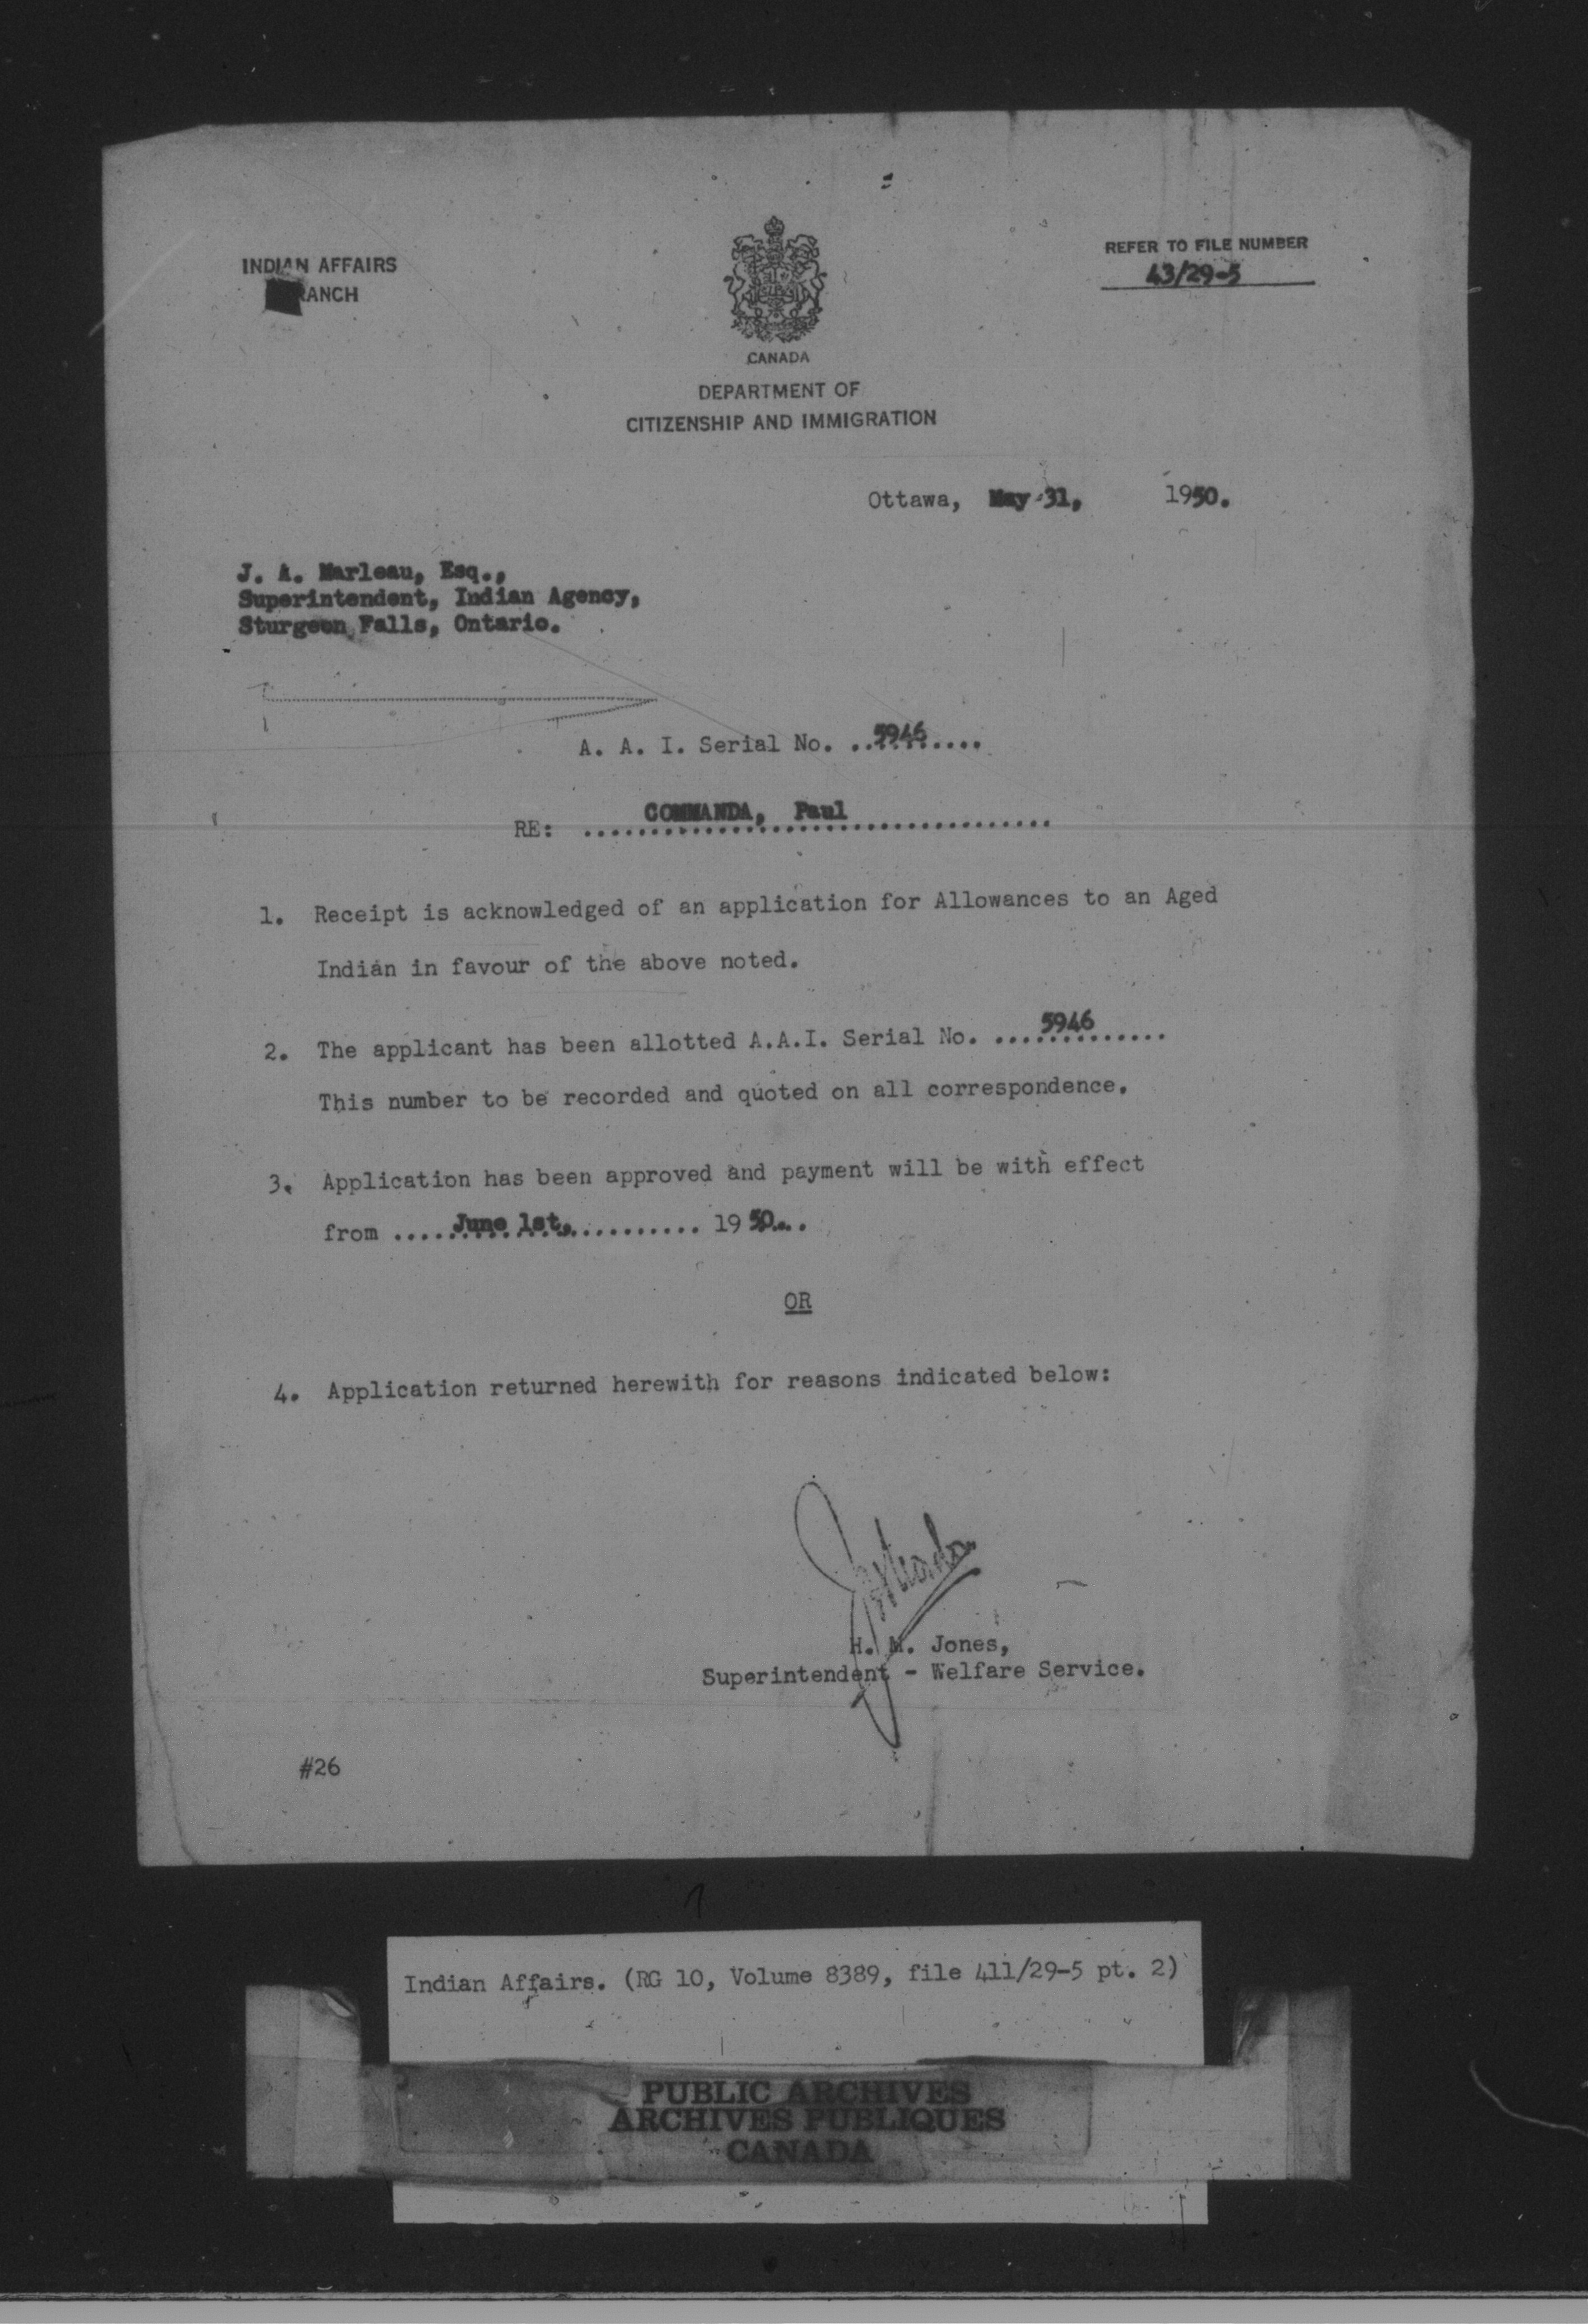 INDIAN AFFAIRS
RANCH
REFER TO FILE NUMBER
43/29-5
CANADA
DEPARTMENT OF
CITIZENSHIP AND IMMIGRATION
Ottawa, May 31, 1950.
J. A. Marleau, Esq.,
Superintendent, Indian Agency,
Sturgeon Falls, Ontario.
A. A. I. Serial No. ..5946......
RE: COMMANDA, Paul
1. Receipt is acknowledged of an application for Allowances to an Aged
Indian in favour of the above noted.
2. The applicant has been allotted A.A.I. Serial No. ....5946......
This number to be recorded and quoted on all correspondence.
3. Application has been approved and payment will be with effect
from .....June 1st,.......... 19 50...
OR
4. Application returned herewith for reasons indicated below:
H. M. Jones,
Superintendent - Welfare Service.
#26
Indian Affairs. (RG 10, Volume 8389, file 411/29-5 pt. 2)
PUBLIC ARCHIVES
ARCHIVES PUBLIQUES
CANADA